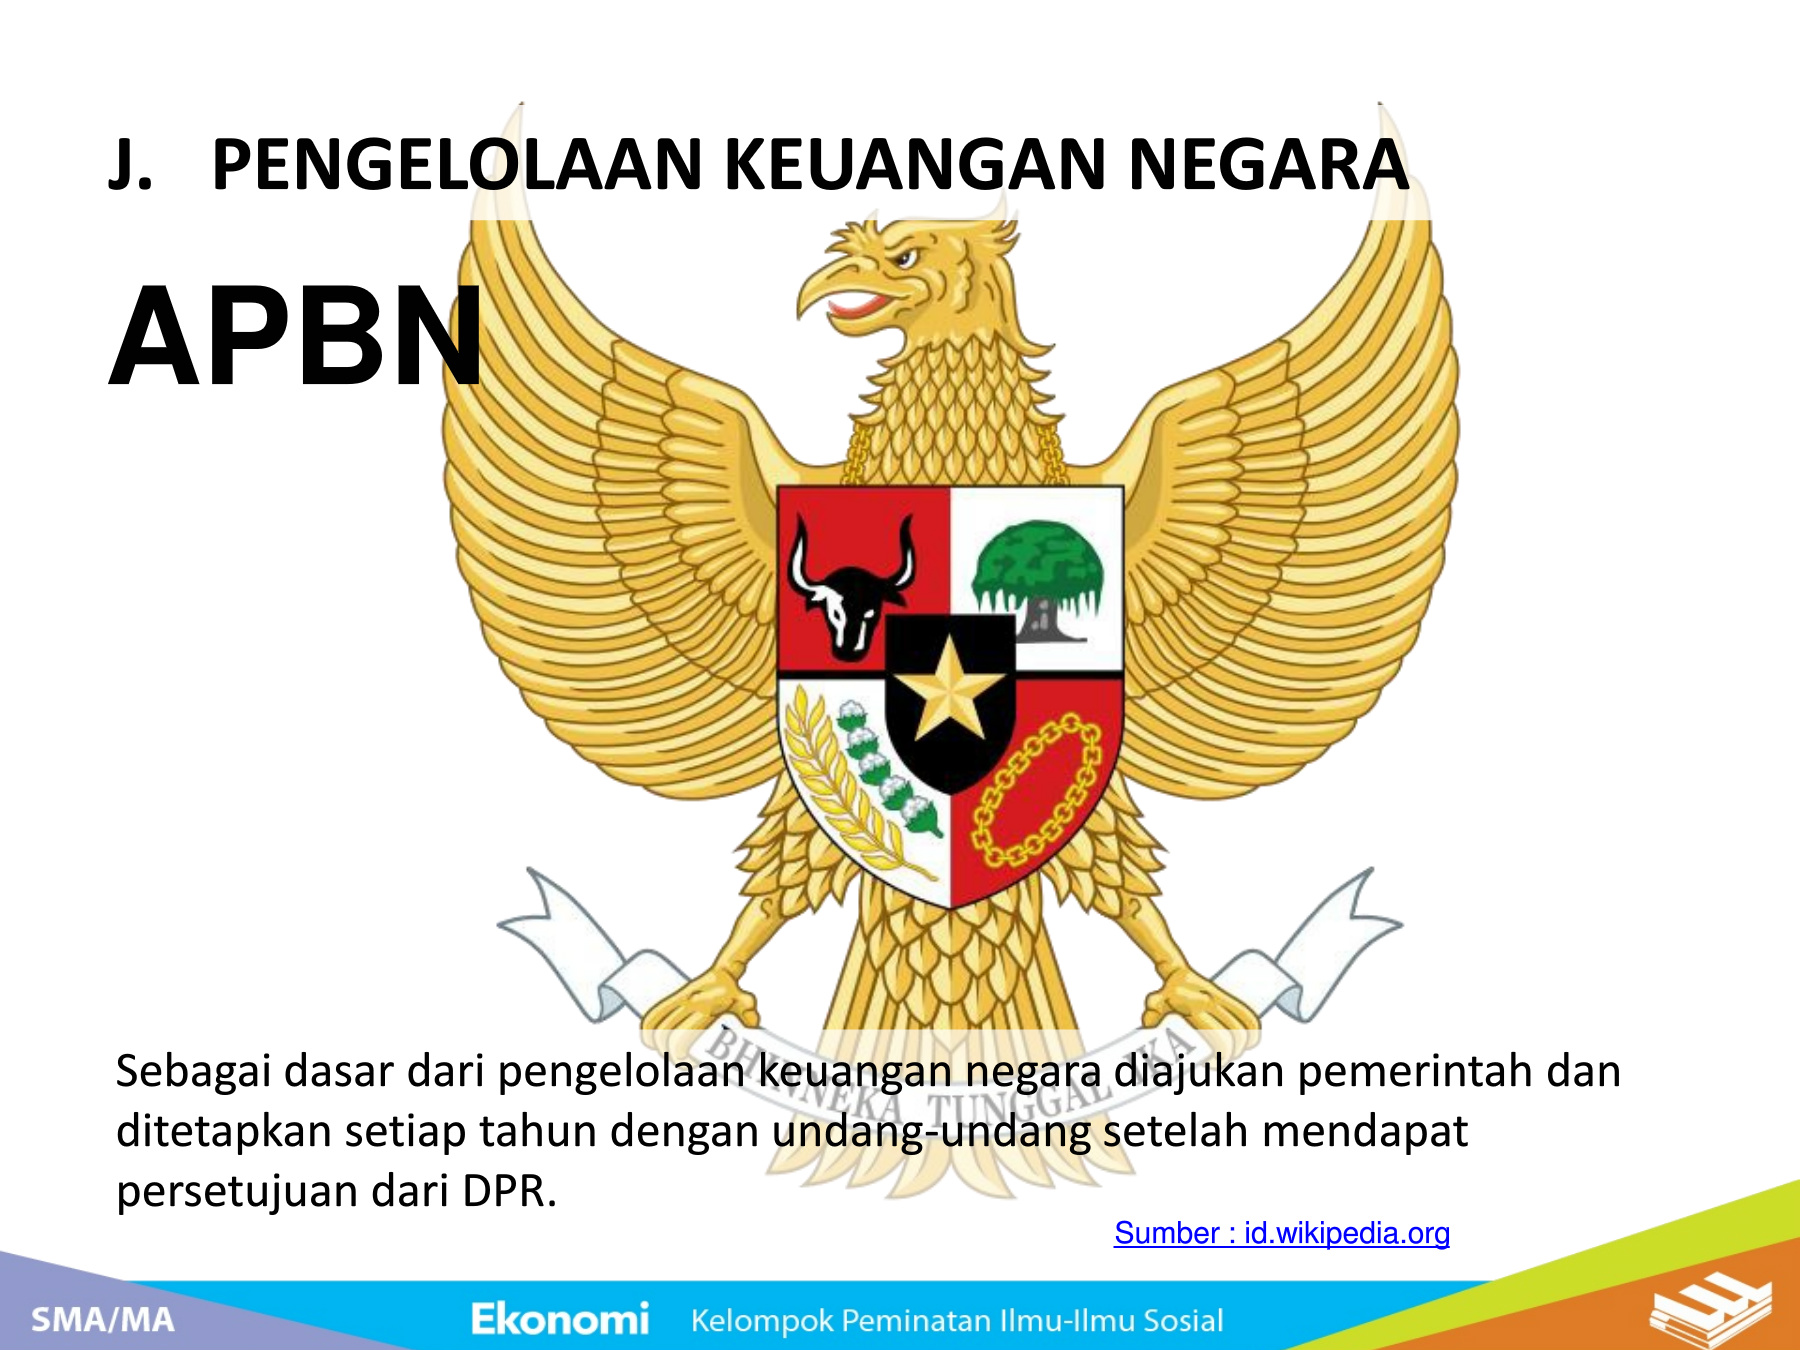 J. PENGELOLAAN KEUANGAN NEGARA
APBN
BHINNEKA TUNGGAL IKA
Sebagai dasar dari pengelolaan keuangan negara diajukan pemerintah dan
ditetapkan setiap tahun dengan undang-undang setelah mendapat
persetujuan dari DPR.
Sumber : id.wikipedia.org
SMA/MA
Ekonomi Kelompok Peminatan Ilmu-Ilmu Sosial